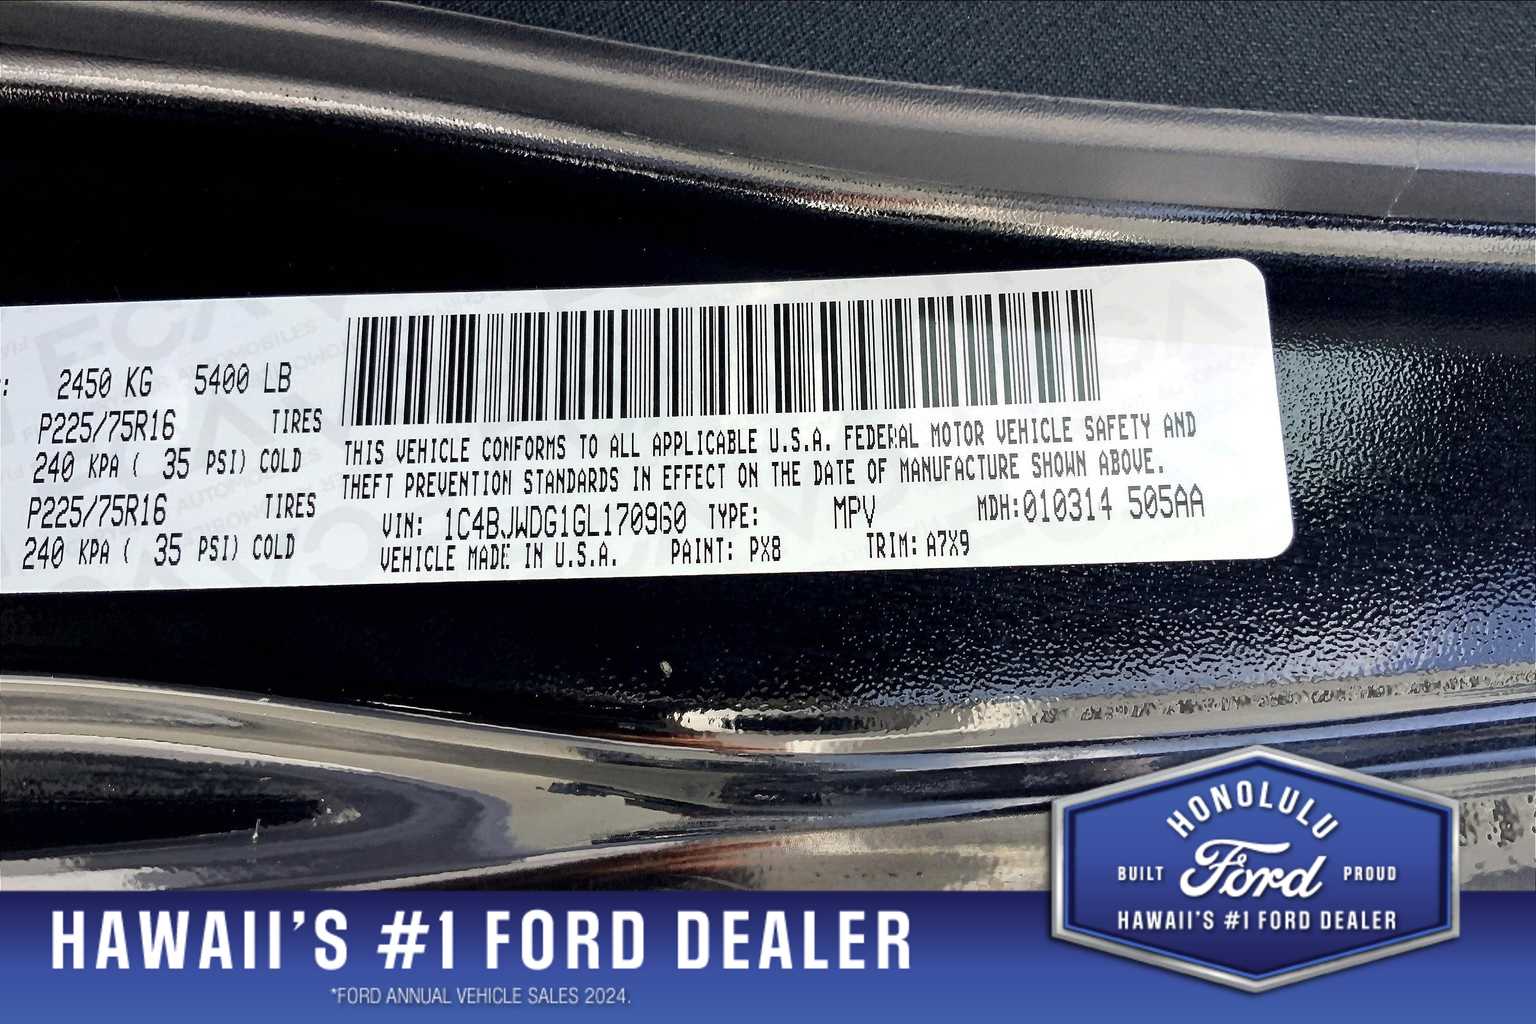 : 2450 KG 5400 LB
P225/75R16 TIRES
240 KPA ( 35 PSI) COLD
P225/75R16 TIRES
240 KPA ( 35 PSI) COLD
THIS VEHICLE CONFORMS TO ALL APPLICABLE U.S.A. FEDERAL MOTOR VEHICLE SAFETY AND
THEFT PREVENTION STANDARDS IN EFFECT ON THE DATE OF MANUFACTURE SHOWN ABOVE.
VIN: 1C4BJWDG1GL170960 TYPE: MPV MDH:010314 505AA
VEHICLE MADE IN U.S.A. PAINT: PX8 TRIM: A7X9
HONOLULU
BUILT Ford PROUD
HAWAII'S #1 FORD DEALER
HAWAII'S #1 FORD DEALER
*FORD ANNUAL VEHICLE SALES 2024.